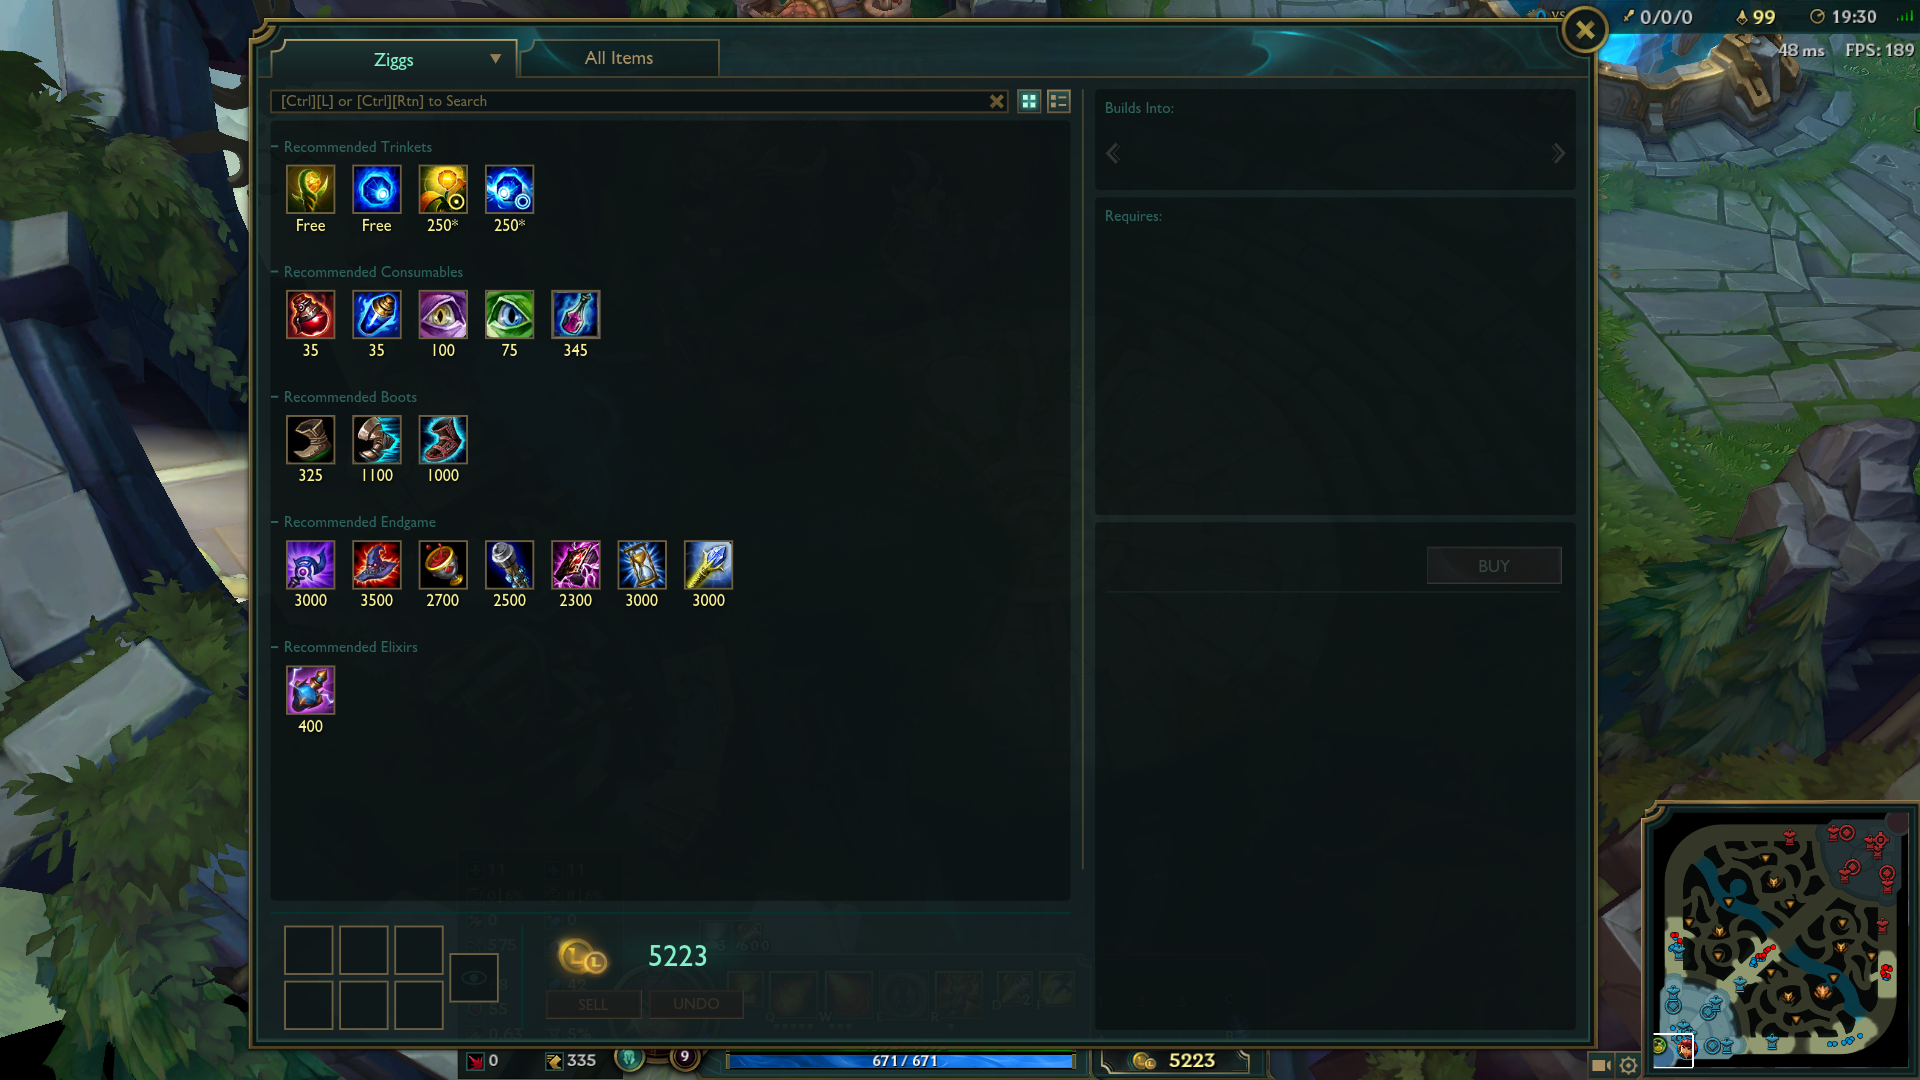 Ziggs
All Items
VS
0/0/0
99
19:30
48 ms FPS: 189
[Ctrl][L] or [Ctrl][Rtn] to Search
Builds Into:
Recommended Trinkets
Free Free 250* 250*
Requires:
Recommended Consumables
35 35 100 75 345
Recommended Boots
325 1100 1000
Recommended Endgame
3000 3500 2700 2500 2300 3000 3000
BUY
Recommended Elixirs
400
5223
SELL UNDO
0 335 9 671 / 671 5223